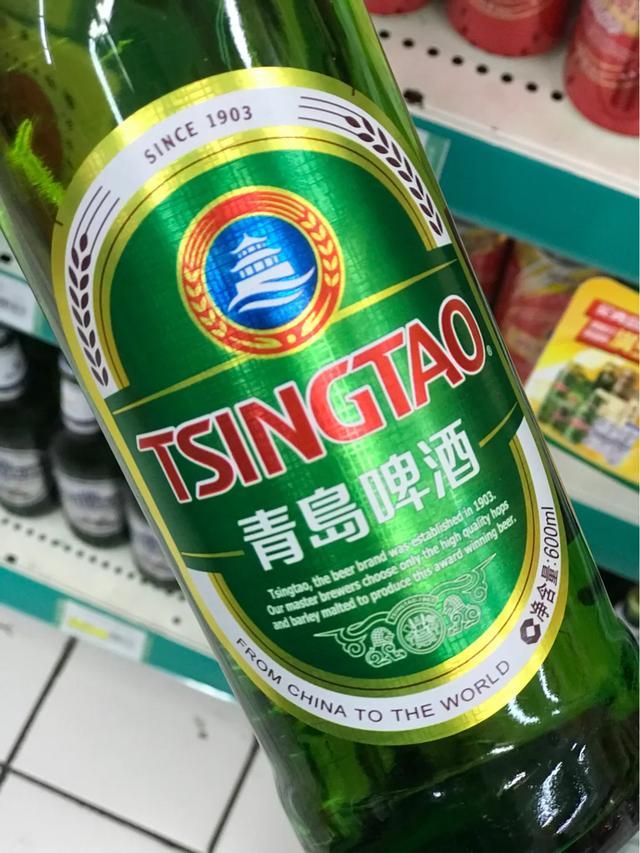 SINCE 1903
TSINGTAO®
青島啤酒
Tsingtao, the beer brand was established in 1903.
Our master brewers choose only the high quality hops
and barley malted to produce this award winning beer.
净含量:600ml
FROM CHINA TO THE WORLD